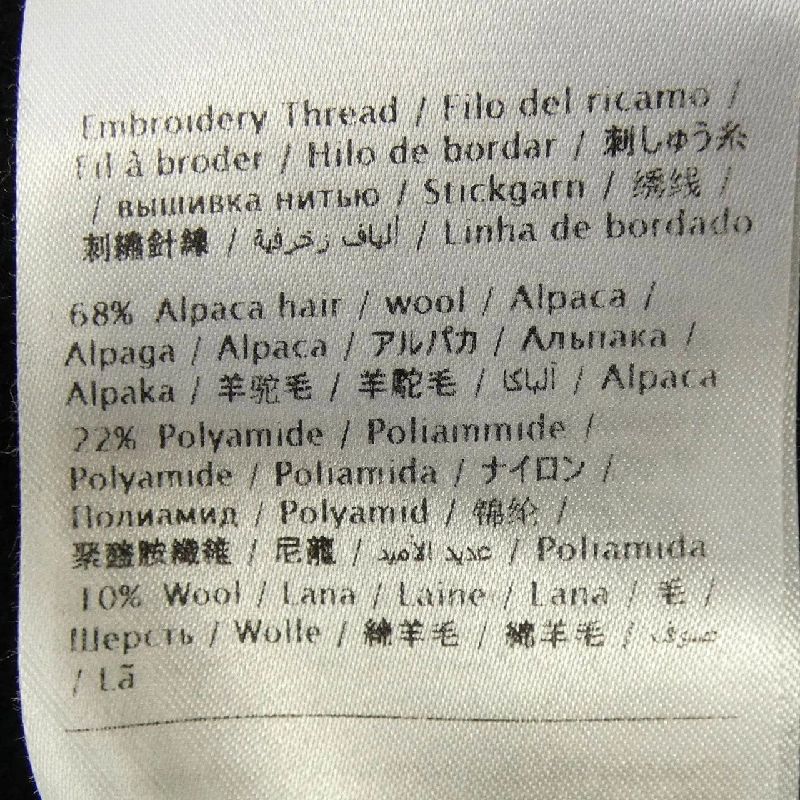 Embroidery Thread / Filo del ricamo /
Fil à broder / Hilo de bordar / 刺しゅう糸
/ вышивка нитью / Stickgarn / 绣线 /
刺繡針線 / ألياف زخرفية / Linha de bordado
68% Alpaca hair / wool / Alpaca /
Alpaga / Alpaca / アルパカ / Альпака /
Alpaka / 羊驼毛 / 羊駝毛 / ألباكا / Alpaca
22% Polyamide / Poliammide /
Polyamide / Poliamida / ナイロン /
Полиамид / Polyamid / 锦纶 /
聚醯胺纖維 / 尼龍 / عديد الأميد / Poliamida
10% Wool / Lana / Laine / Lana / 毛 /
Шерсть / Wolle / 綿羊毛 / 綿羊毛 / صوف
/ Lã